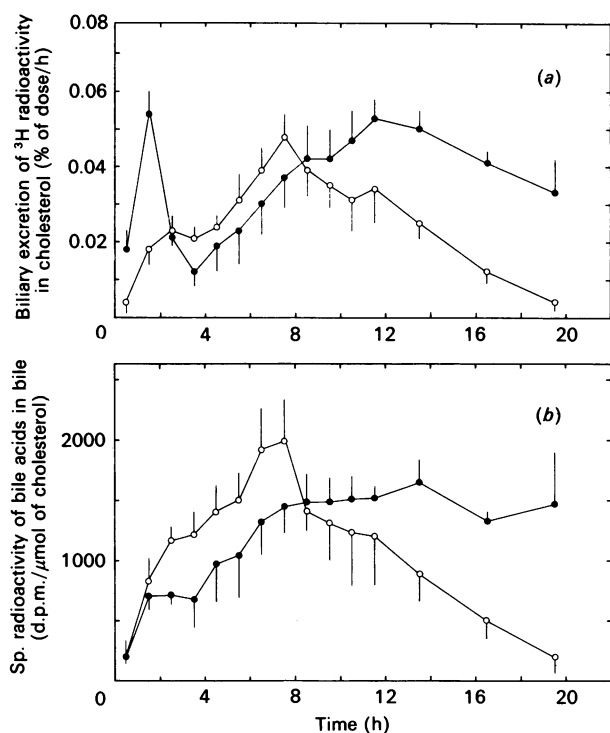 0.08
0.06
0.04
0.02
0
4
8
12
16
20
Biliary excretion of ³H radioactivity
in cholesterol (% of dose/h)
(a)
2000
1000
0
4
8
12
16
20
Sp. radioactivity of bile acids in bile
(d.p.m./μmol of cholesterol)
(b)
Time (h)